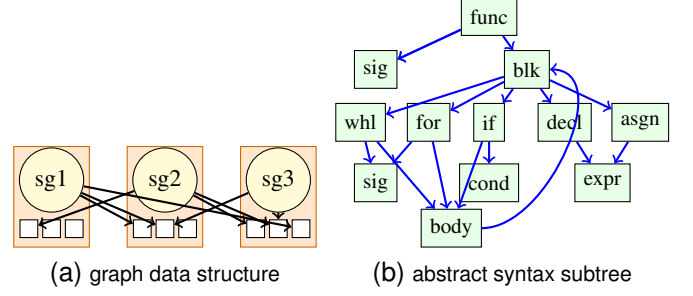 func
sig
blk
whl for if decl asgn
sg1 sg2 sg3
sig cond expr
body
(a) graph data structure
(b) abstract syntax subtree